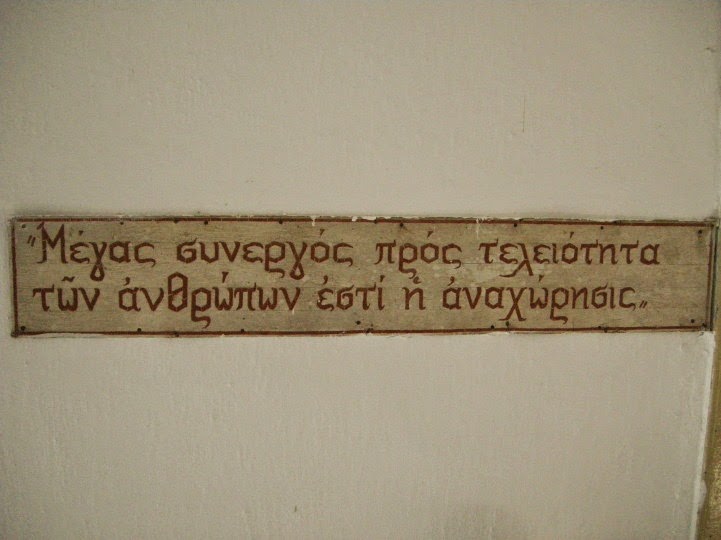 "Μέγας συνεργός πρός τελειότητα
τῶν ἀνθρώπων ἐστί ἡ ἀναχώρησις„